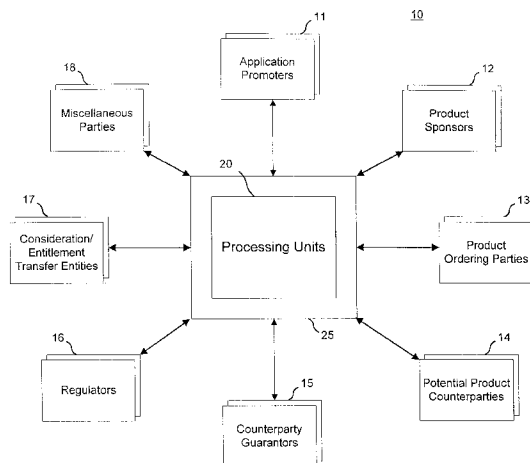 10
11
Application
Promoters
18
Miscellaneous
Parties
12
Product
Sponsors
20
Processing Units
25
17
Consideration/
Entitlement
Transfer Entities
13
Product
Ordering Parties
16
Regulators
14
Potential Product
Counterparties
15
Counterparty
Guarantors